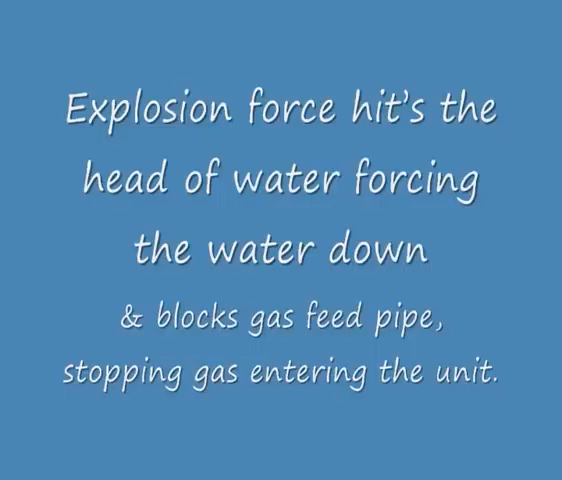 Explosion force hit's the
head of water forcing
the water down
& blocks gas feed pipe,
stopping gas entering the unit.